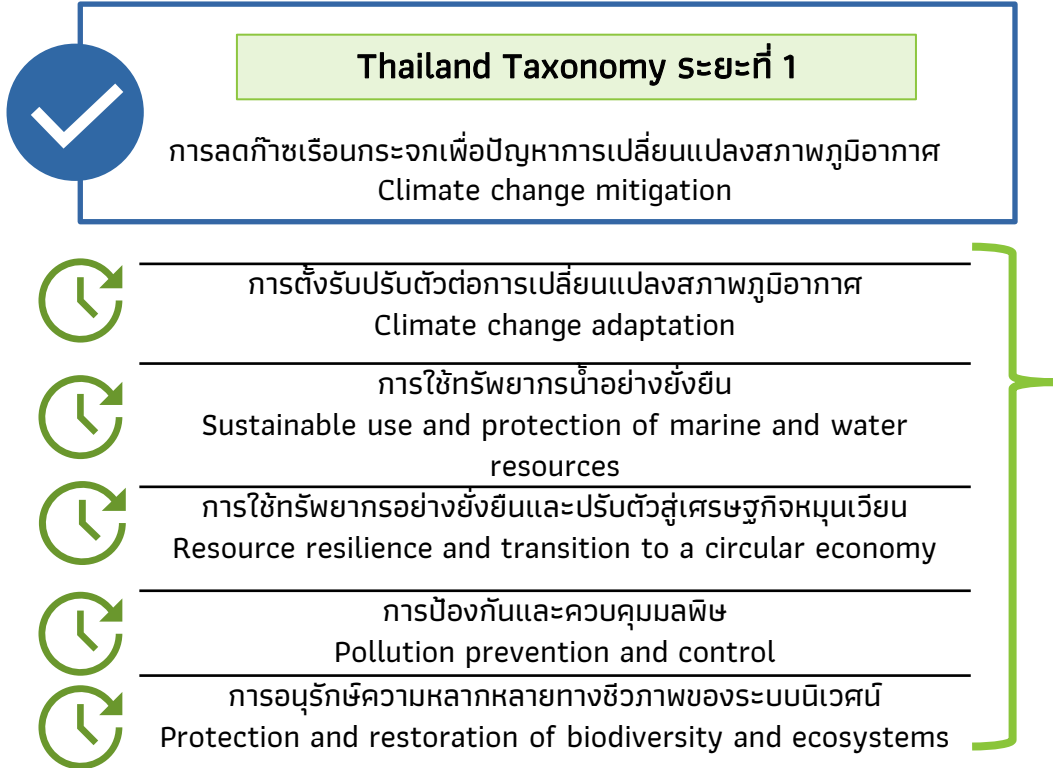 Thailand Taxonomy ระยะที่ 1
การลดก๊าซเรือนกระจกเพื่อปัญหาการเปลี่ยนแปลงสภาพภูมิอากาศ
Climate change mitigation
การตั้งรับปรับตัวต่อการเปลี่ยนแปลงสภาพภูมิอากาศ
Climate change adaptation
การใช้ทรัพยากรน้ำอย่างยั่งยืน
Sustainable use and protection of marine and water
resources
การใช้ทรัพยากรอย่างยั่งยืนและปรับตัวสู่เศรษฐกิจหมุนเวียน
Resource resilience and transition to a circular economy
การป้องกันและควบคุมมลพิษ
Pollution prevention and control
การอนุรักษ์ความหลากหลายทางชีวภาพของระบบนิเวศน์
Protection and restoration of biodiversity and ecosystems